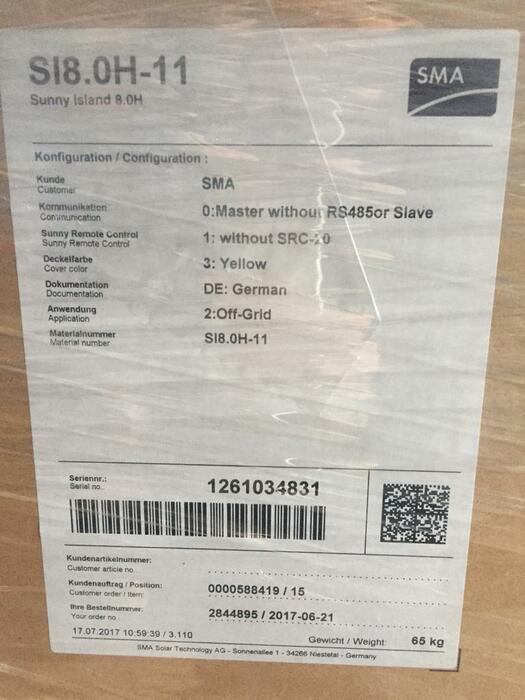 SI8.0H-11
SMA
Sunny Island 8.0H
Konfiguration / Configuration :
Kunde
Customer
SMA
Kommunikation
Communication
0:Master without RS485or Slave
Sunny Remote Control
Sunny Remote Control
1: without SRC-20
Deckelfarbe
Cover color
3: Yellow
Dokumentation
Documentation
DE: German
Anwendung
Application
2:Off-Grid
Materialnummer
Material number
SI8.0H-11
Seriennr.:
Serial no.:
1261034831
Kundenartikelnummer:
Customer article no.
Kundenauftrag / Position:
Customer order / Item:
0000588419 / 15
Ihre Bestellnummer:
Your order no.
2844895 / 2017-06-21
17.07.2017 10:59:39 / 3.110
Gewicht / Weight: 65 kg
SMA Solar Technology AG - Sonnenallee 1 - 34266 Niestetal - Germany